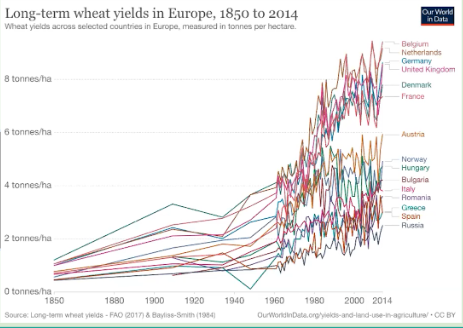 Long-term wheat yields in Europe, 1850 to 2014
Wheat yields across selected countries in Europe, measured in tonnes per hectare.
Our World
in Data
8 tonnes/ha
6 tonnes/ha
4 tonnes/ha
2 tonnes/ha
0 tonnes/ha
1850
1880
1900
1920
1940
1960
1980
2000
2014
Belgium
Netherlands
Germany
United Kingdom
Denmark
France
Austria
Norway
Hungary
Bulgaria
Italy
Romania
Greece
Spain
Russia
Source: Long-term wheat yields - FAO (2017) & Bayliss-Smith (1984)
OurWorldInData.org/yields-and-land-use-in-agriculture/ • CC BY